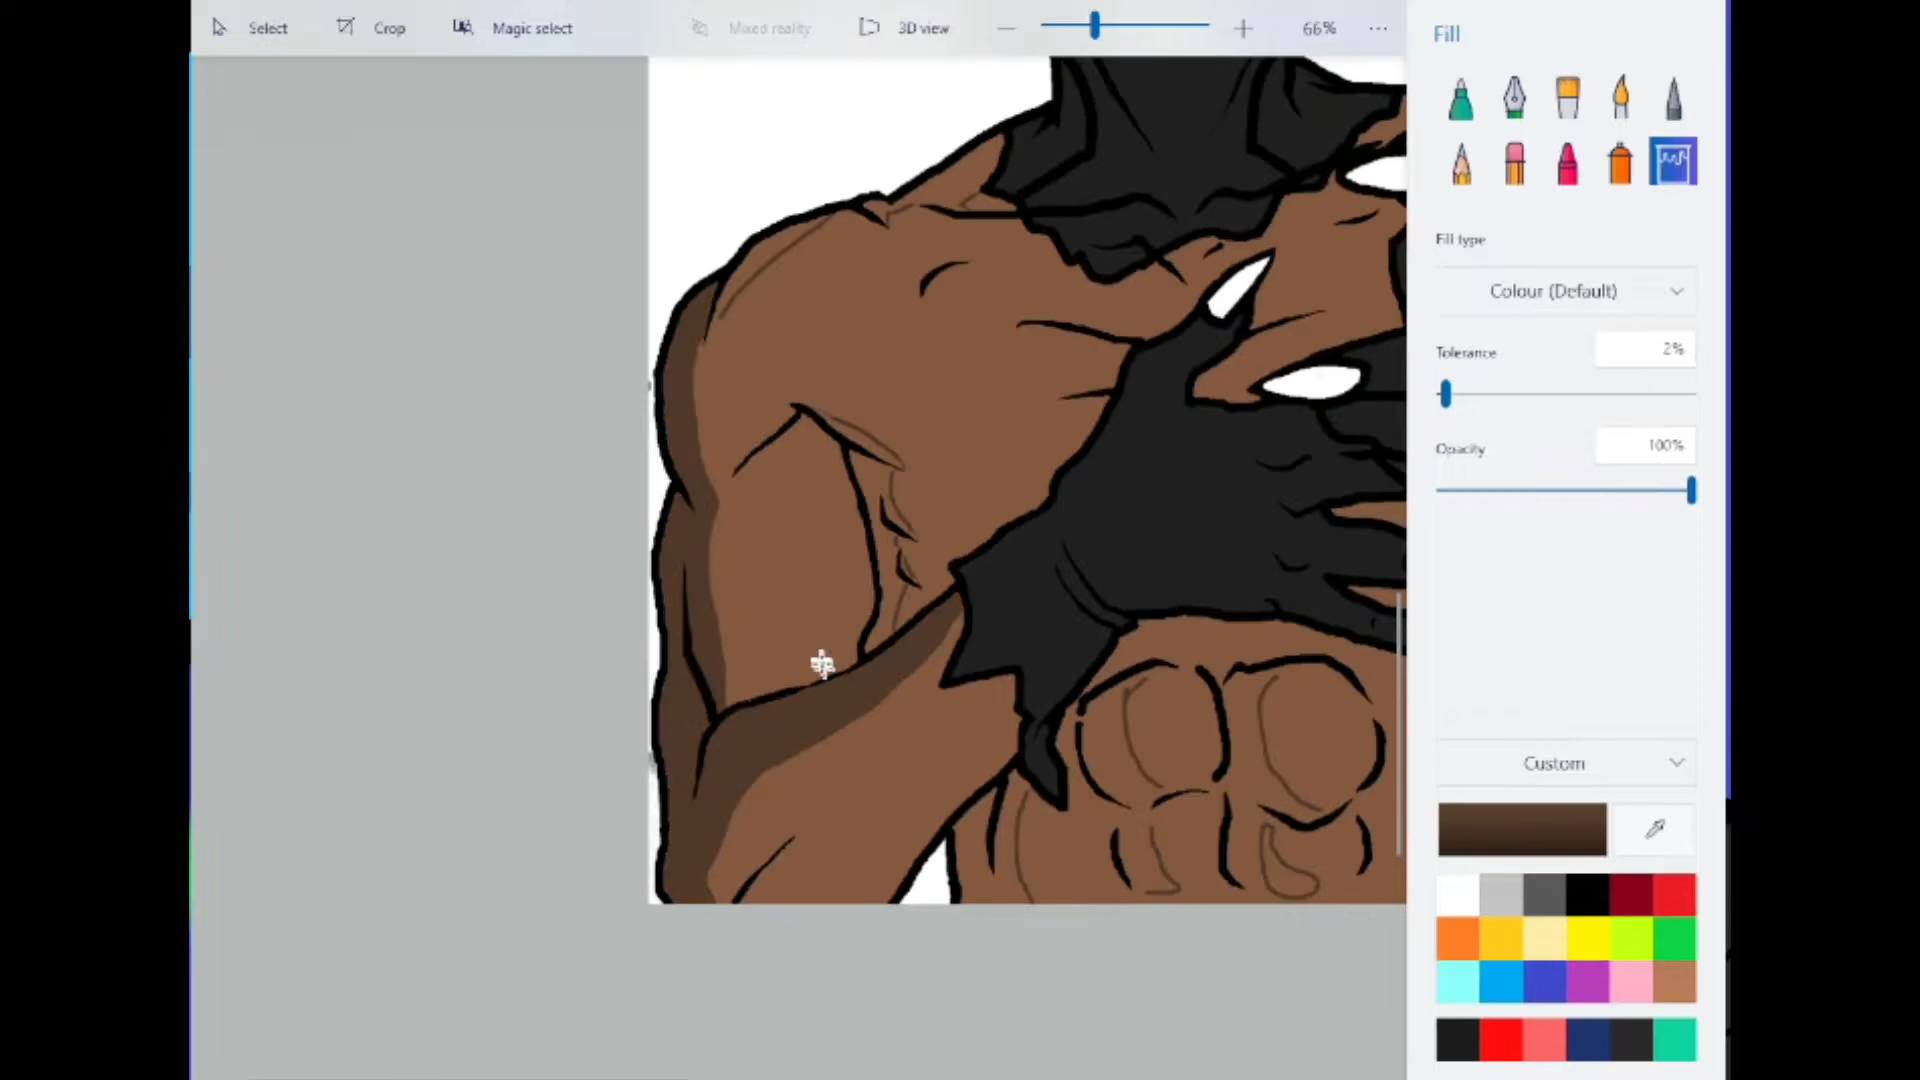 Select Crop Magic select Mixed reality 3D view 66%
Fill
Fill type
Colour (Default)
Tolerance 2%
Opacity 100%
Custom